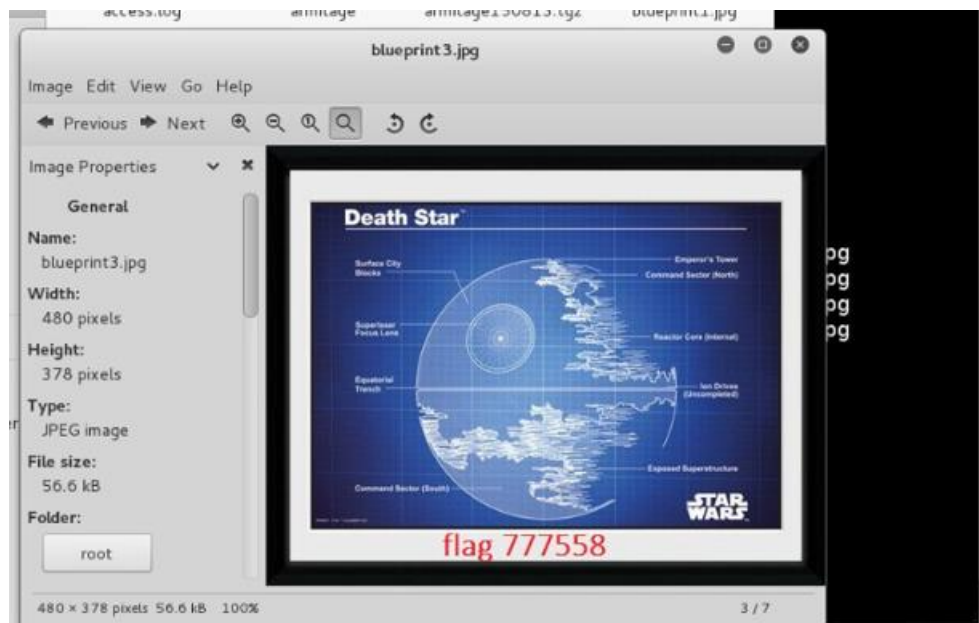 access.log armitage armitage150813.tgz blueprint1.jpg
blueprint3.jpg
Image Edit View Go Help
Previous Next
Image Properties
General
Name:
blueprint3.jpg
Width:
480 pixels
Height:
378 pixels
Type:
JPEG image
File size:
56.6 kB
Folder:
root
Death Star
Surface City
Blocks
Superlaser
Focus Lens
Equatorial
Trench
Command Sector (South)
Emperor's Tower
Command Sector (North)
Reactor Core (Internal)
Ion Drives
(Uncompleted)
Exposed Superstructure
STAR
WARS
flag 777558
pg
pg
pg
pg
480 × 378 pixels 56.6 kB 100%
3 / 7